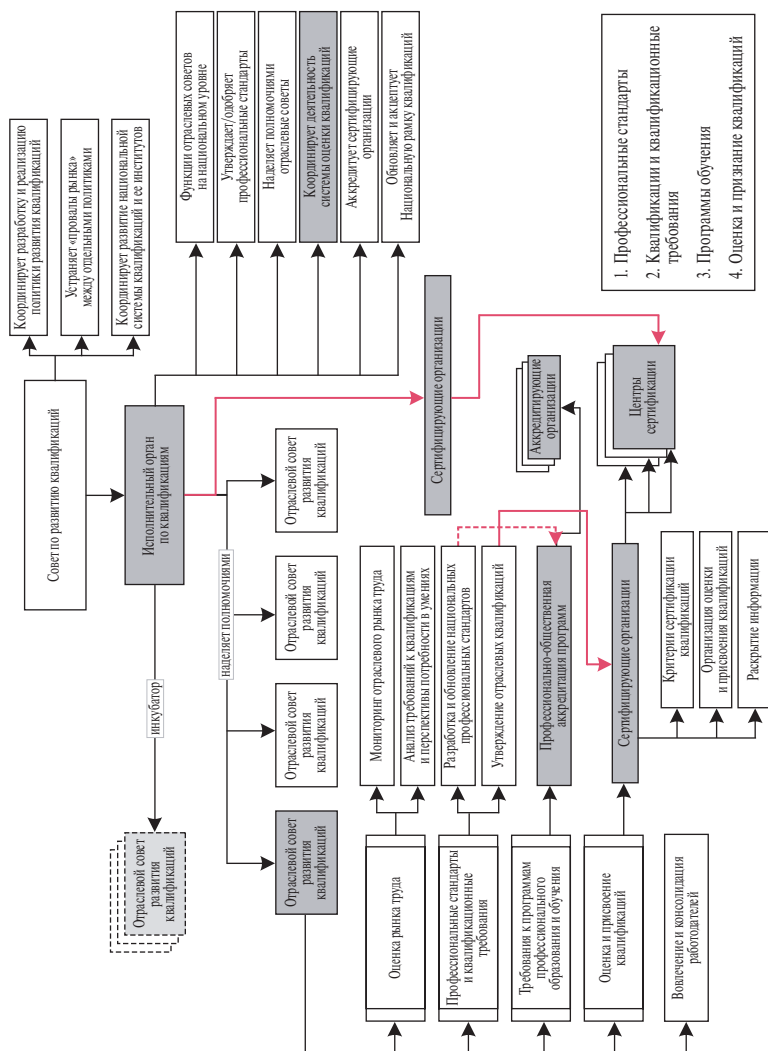 Совет по развитию квалификаций
Координирует разработку и реализацию
политики развития квалификаций
Устраняет «провалы рынка»
между отдельными политиками
Координирует развитие национальной
системы квалификаций и ее институтов
Исполнительный орган
по квалификациям
Функции отраслевых советов
на национальном уровне
Утверждает/одобряет
профессиональные стандарты
Наделяет полномочиями
отраслевые советы
Координирует деятельность
системы оценки квалификаций
Аккредитует сертифицирующие
организации
Обновляет и акцептует
Национальную рамку квалификаций
инкубатор
Отраслевой совет
развития
квалификаций
наделяет полномочиями
Отраслевой совет
развития
квалификаций
Отраслевой совет
развития
квалификаций
Отраслевой совет
развития
квалификаций
Отраслевой совет
развития
квалификаций
Сертифицирующие организации
Оценка рынка труда
Мониторинг отраслевого рынка труда
Анализ требований к квалификациям
и перспективы потребности в умениях
Профессиональные стандарты
и квалификационные
требования
Разработка и обновление национальных
профессиональных стандартов
Утверждение отраслевых квалификаций
Требования к программам
профессионального
образования и обучения
Профессионально-общественная
аккредитация программ
Аккредитирующие
организации
Оценка и присвоение
квалификаций
Сертифицирующие организации
Центры
сертификации
Критерии сертификации
квалификаций
Организация оценки
и присвоения квалификаций
Раскрытие информации
Вовлечение и консолидация
работодателей
1. Профессиональные стандарты
2. Квалификации и квалификационные
требования
3. Программы обучения
4. Оценка и признание квалификаций